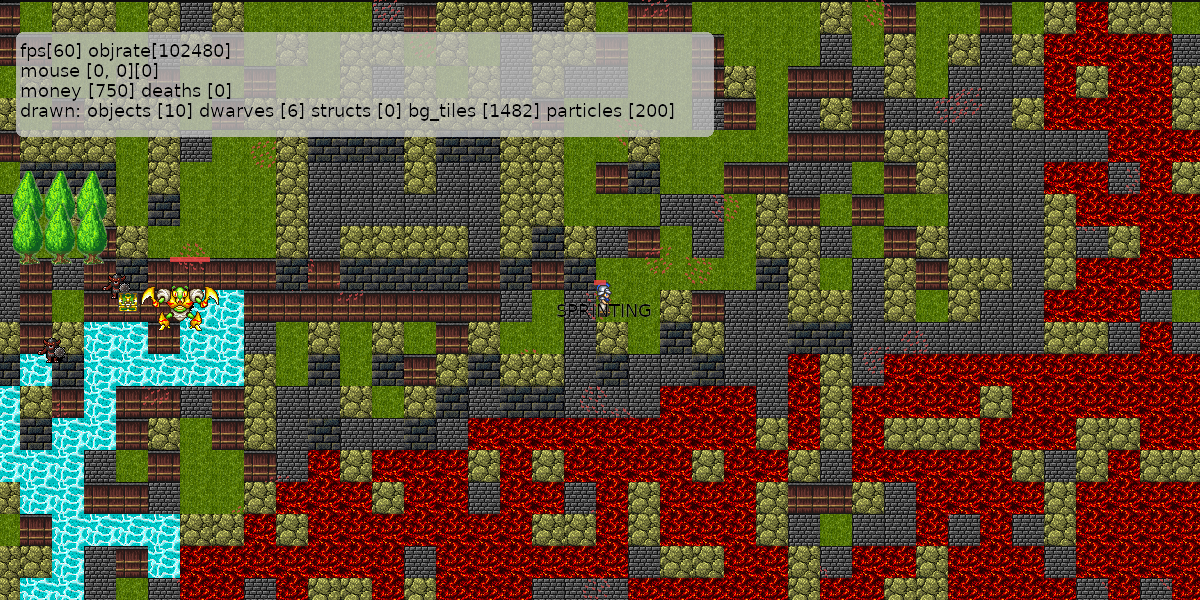 fps[60] objrate[102480]
mouse [0, 0][0]
money [750] deaths [0]
drawn: objects [10] dwarves [6] structs [0] bg_tiles [1482] particles [200]
SPRINTING